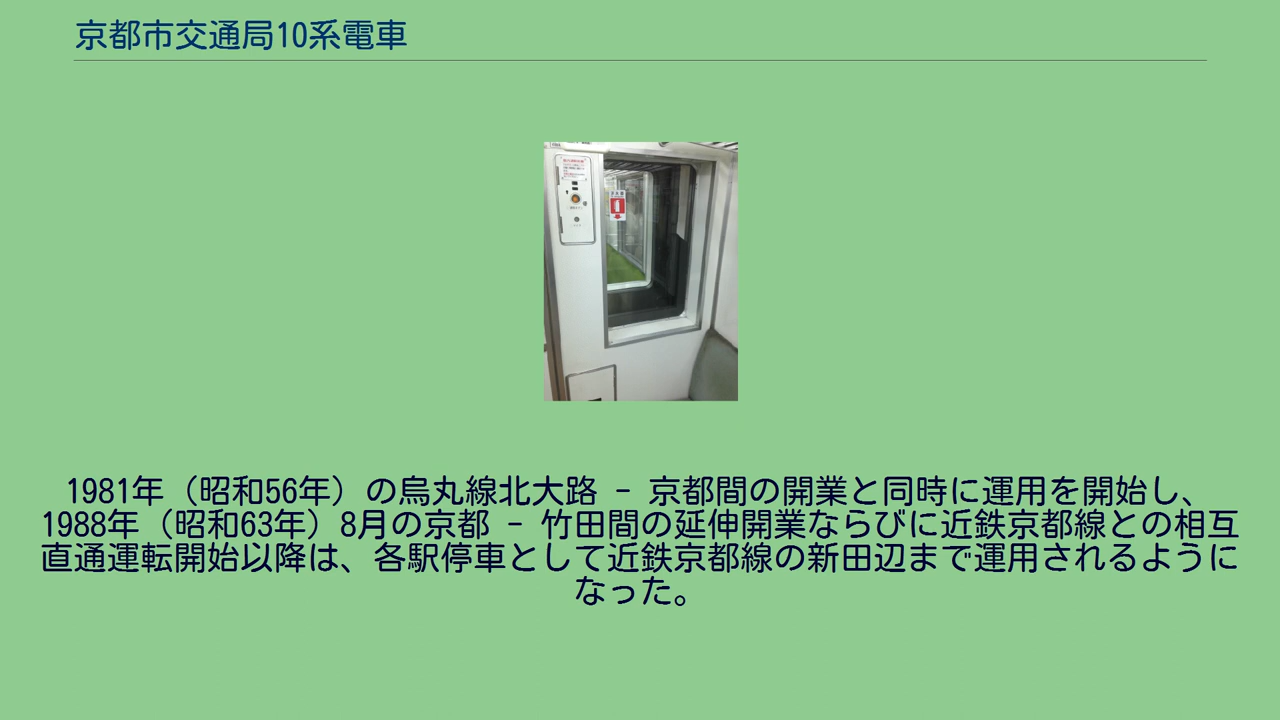 京都市交通局10系電車
1981年（昭和56年）の烏丸線北大路 - 京都間の開業と同時に運用を開始し、
1988年（昭和63年）8月の京都 - 竹田間の延伸開業ならびに近鉄京都線との相互
直通運転開始以降は、各駅停車として近鉄京都線の新田辺まで運用されるように
なった。